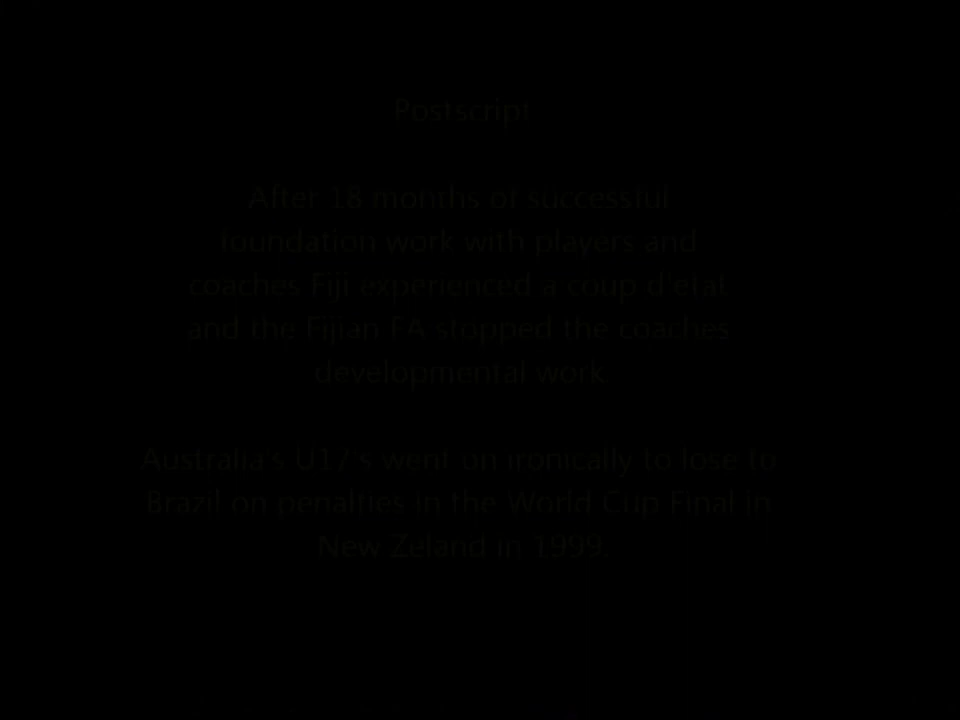 Postscript
After 18 months of successful
foundation work with players and
coaches Fiji experienced a coup d'etat
and the Fijian FA stopped the coaches
developmental work.
Australia's U17's went on ironically to lose to
Brazil on penalties in the World Cup Final in
New Zeland in 1999.